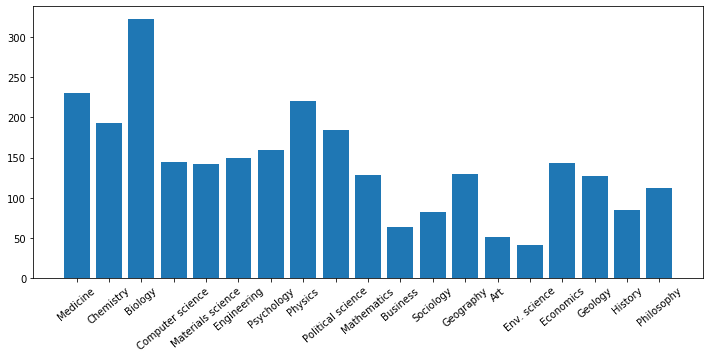 300
250
200
150
100
50
0
Medicine
Chemistry
Biology
Computer science
Materials science
Engineering
Psychology
Physics
Political science
Mathematics
Business
Sociology
Geography
Art
Env. science
Economics
Geology
History
Philosophy